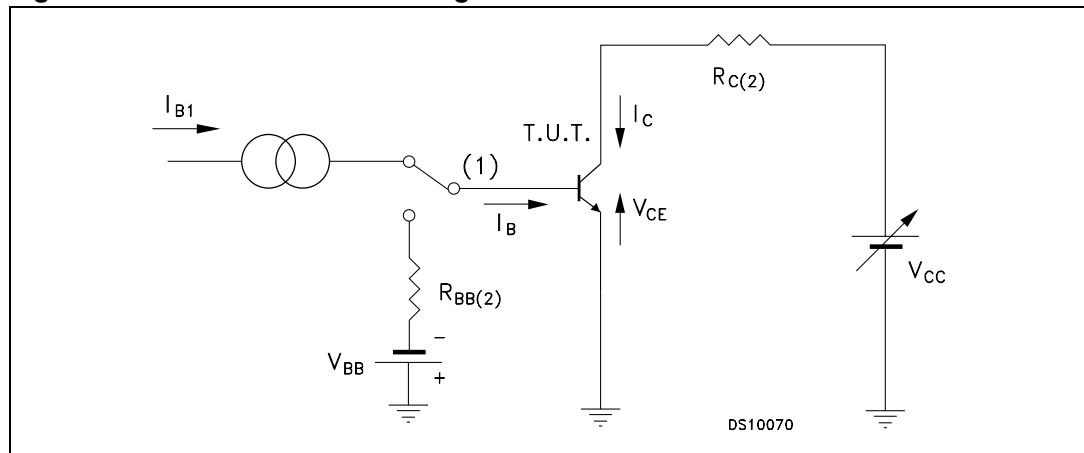 I_B1
(1)
I_B
T.U.T.
I_C
V_CE
R_C(2)
V_CC
R_BB(2)
V_BB
-
+
DS10070